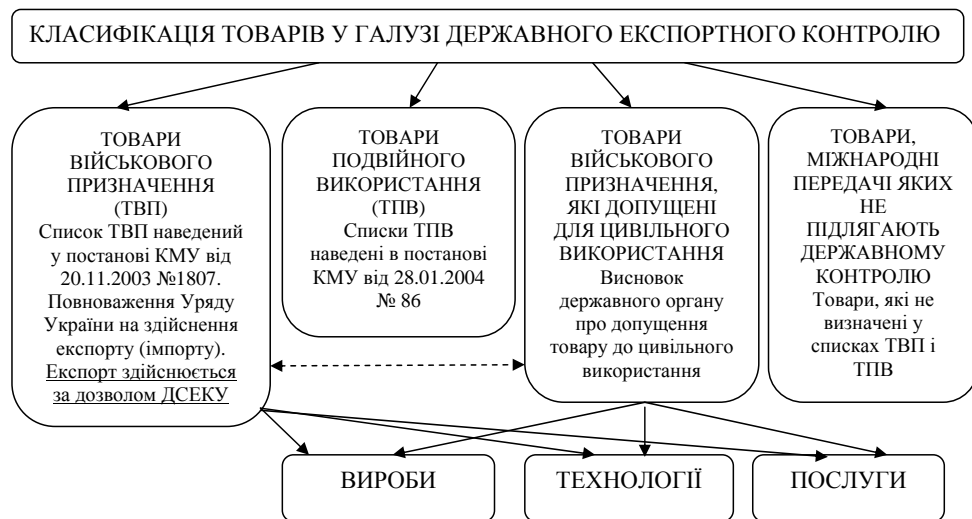 КЛАСИФІКАЦІЯ ТОВАРІВ У ГАЛУЗІ ДЕРЖАВНОГО ЕКСПОРТНОГО КОНТРОЛЮ
ТОВАРИ
ВІЙСЬКОВОГО
ПРИЗНАЧЕННЯ
(ТВП)
Список ТВП наведений
у постанові КМУ від
20.11.2003 №1807.
Повноваження Уряду
України на здійснення
експорту (імпорту).
Експорт здійснюється
за дозволом ДСЕКУ
ТОВАРИ
ПОДВІЙНОГО
ВИКОРИСТАННЯ
(ТПВ)
Списки ТПВ
наведені в постанові
КМУ від 28.01.2004
№ 86
ТОВАРИ
ВІЙСЬКОВОГО
ПРИЗНАЧЕННЯ,
ЯКІ ДОПУЩЕНІ
ДЛЯ ЦИВІЛЬНОГО
ВИКОРИСТАННЯ
Висновок
державного органу
про допущення
товару до цивільного
використання
ТОВАРИ,
МІЖНАРОДНІ
ПЕРЕДАЧІ ЯКИХ
НЕ
ПІДЛЯГАЮТЬ
ДЕРЖАВНОМУ
КОНТРОЛЮ
Товари, які не
визначені у
списках ТВП і
ТПВ
ВИРОБИ
ТЕХНОЛОГІЇ
ПОСЛУГИ